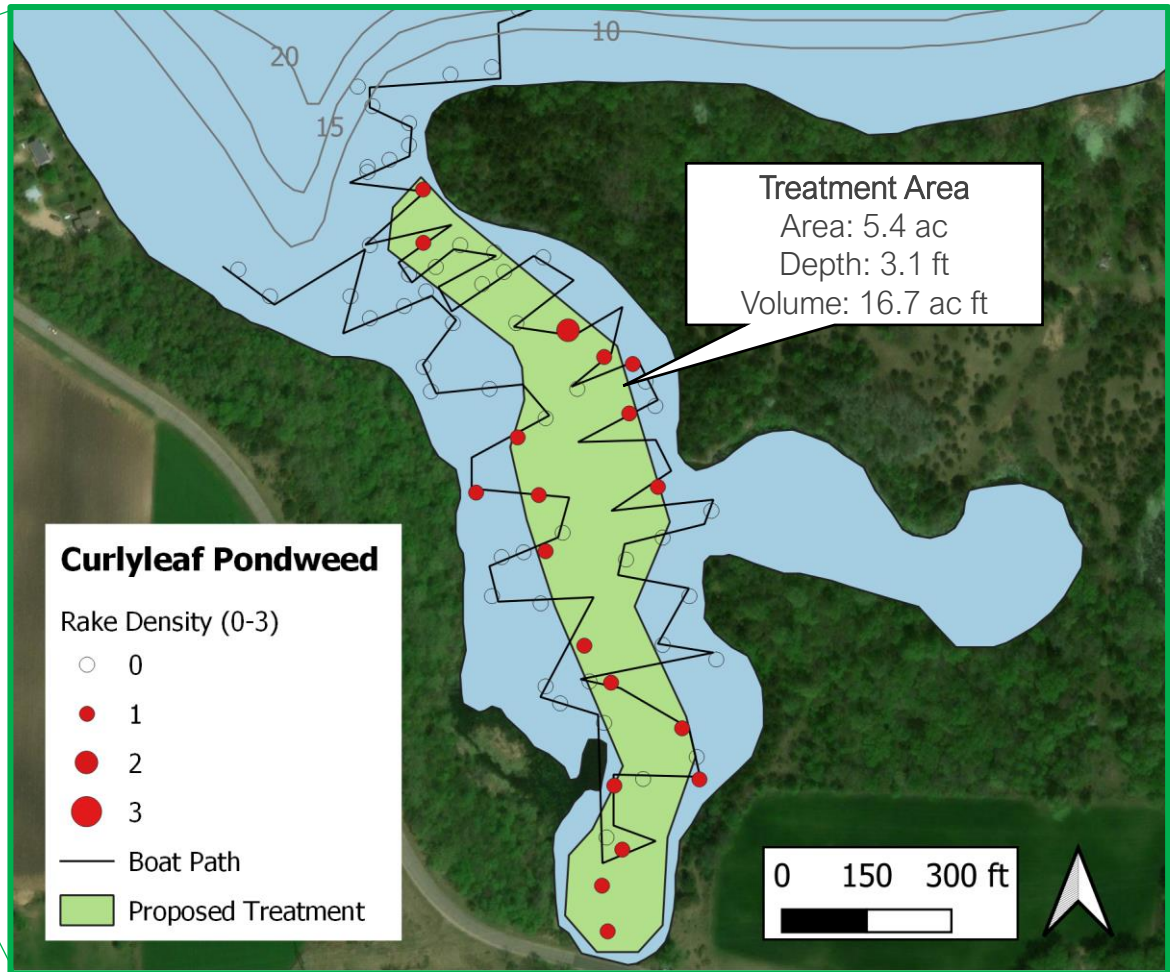 20
10
15
Treatment Area
Area: 5.4 ac
Depth: 3.1 ft
Volume: 16.7 ac ft
Curlyleaf Pondweed
Rake Density (0-3)
0
1
2
3
Boat Path
Proposed Treatment
0 150 300 ft